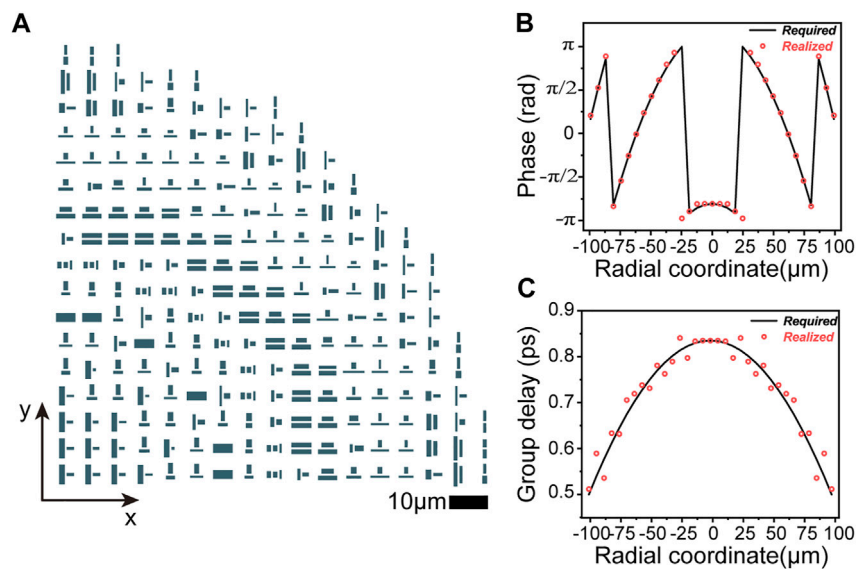 A
y
x
10μm
B
Required
Realized
Phase (rad)
π
π/2
0
-π/2
-π
-100 -75 -50 -25 0 25 50 75 100
Radial coordinate(μm)
C
Required
Realized
Group delay (ps)
0.9
0.8
0.7
0.6
0.5
-100-75 -50 -25 0 25 50 75 100
Radial coordinate(μm)